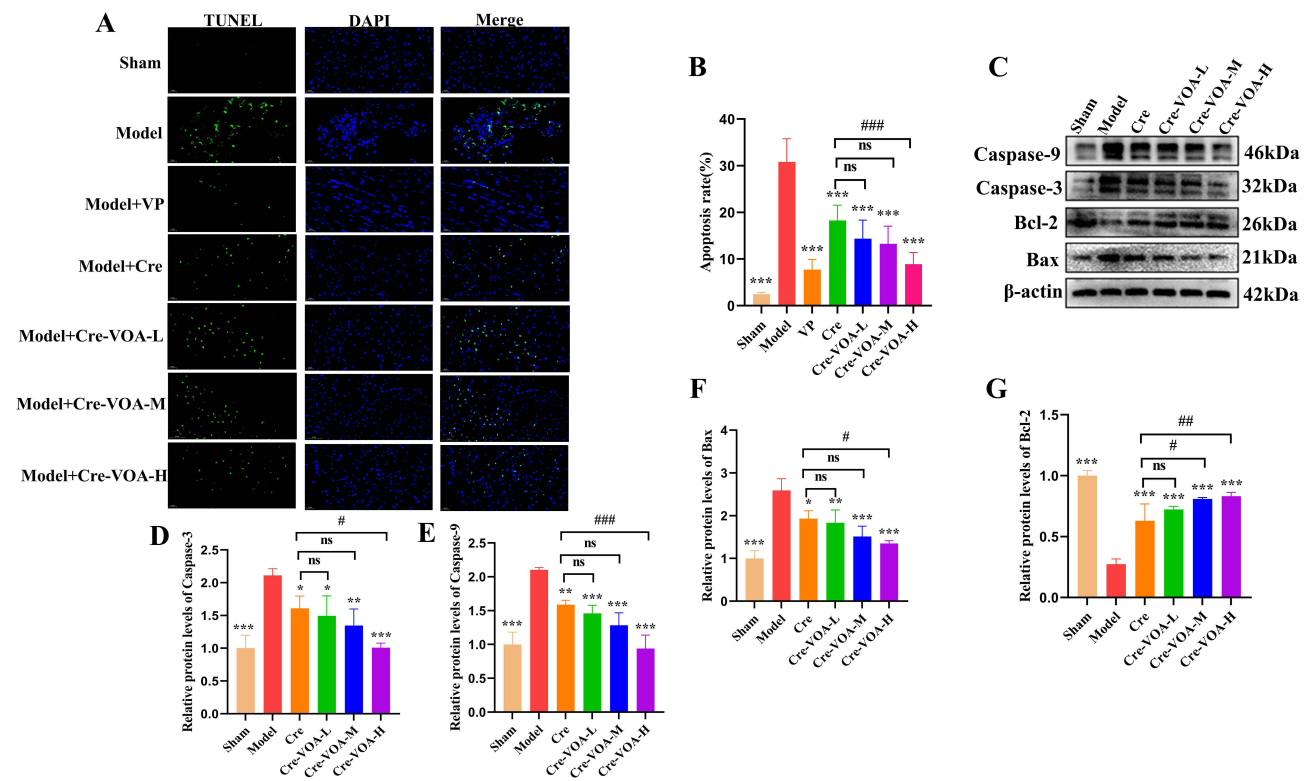 A
TUNEL DAPI Merge
Sham
Model
Model+VP
Model+Cre
Model+Cre-VOA-L
Model+Cre-VOA-M
Model+Cre-VOA-H
B
Apoptosis rate(%)
40
30
20
10
0
###
ns
ns
*** *** *** *** *** ***
Sham Model VP Cre Cre-VOA-L Cre-VOA-M Cre-VOA-H
C
Sham Model Cre Cre-VOA-L Cre-VOA-M Cre-VOA-H
Caspase-9 46kDa
Caspase-3 32kDa
Bcl-2 26kDa
Bax 21kDa
β-actin 42kDa
D
Relative protein levels of Caspase-3
2.5
2.0
1.5
1.0
0.5
0.0
#
ns
ns
*** * * ** ***
Sham Model Cre Cre-VOA-L Cre-VOA-M Cre-VOA-H
E
Relative protein levels of Caspase-9
2.5
2.0
1.5
1.0
0.5
0.0
###
ns
ns
*** ** *** *** ***
Sham Model Cre Cre-VOA-L Cre-VOA-M Cre-VOA-H
F
Relative protein levels of Bax
4
3
2
1
0
#
ns
ns
*** * ** *** ***
Sham Model Cre Cre-VOA-L Cre-VOA-M Cre-VOA-H
G
Relative protein levels of Bcl-2
1.5
1.0
0.5
0.0
##
#
ns
*** *** *** *** ***
Sham Model Cre Cre-VOA-L Cre-VOA-M Cre-VOA-H